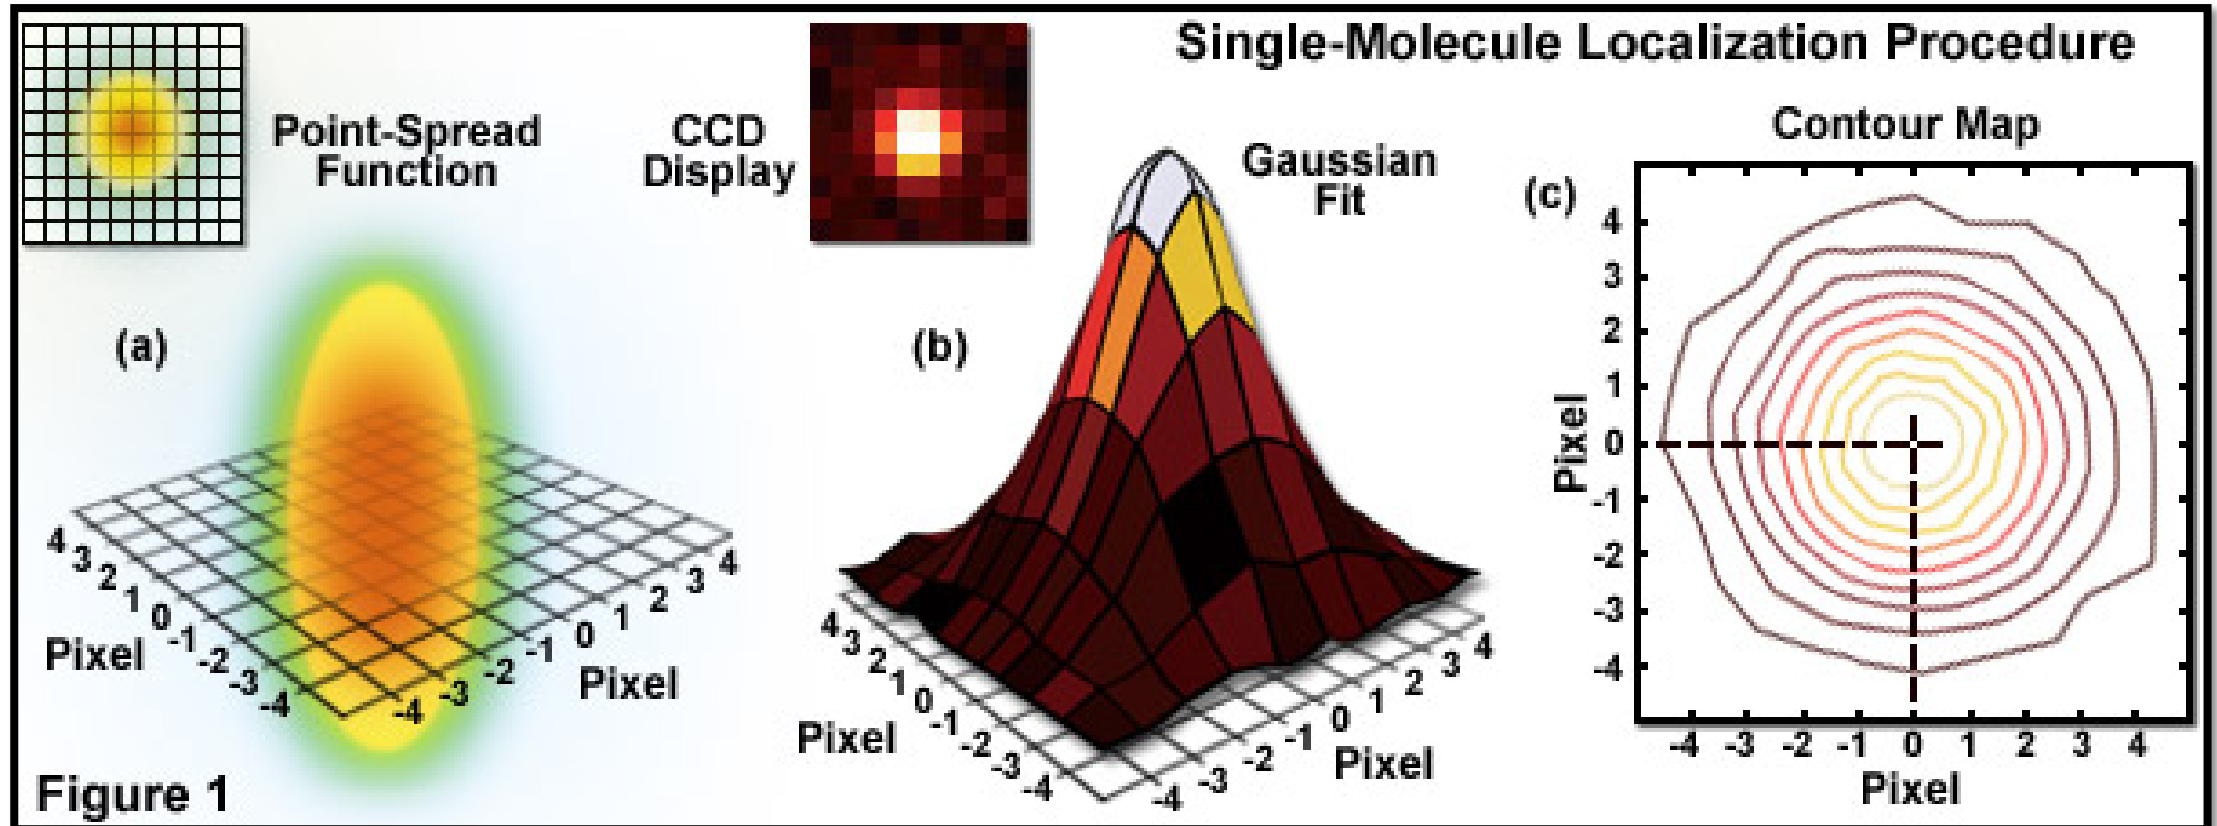 Single-Molecule Localization Procedure
Point-Spread
Function
CCD
Display
Gaussian
Fit
Contour Map
(a)
(b)
(c)
4 3 2 1 0 -1 -2 -3 -4
Pixel
-4 -3 -2 -1 0 1 2 3 4
Pixel
4 3 2 1 0 -1 -2 -3 -4
Pixel
-4 -3 -2 -1 0 1 2 3 4
Pixel
4
3
2
1
0
-1
-2
-3
-4
Pixel
-4 -3 -2 -1 0 1 2 3 4
Pixel
Figure 1